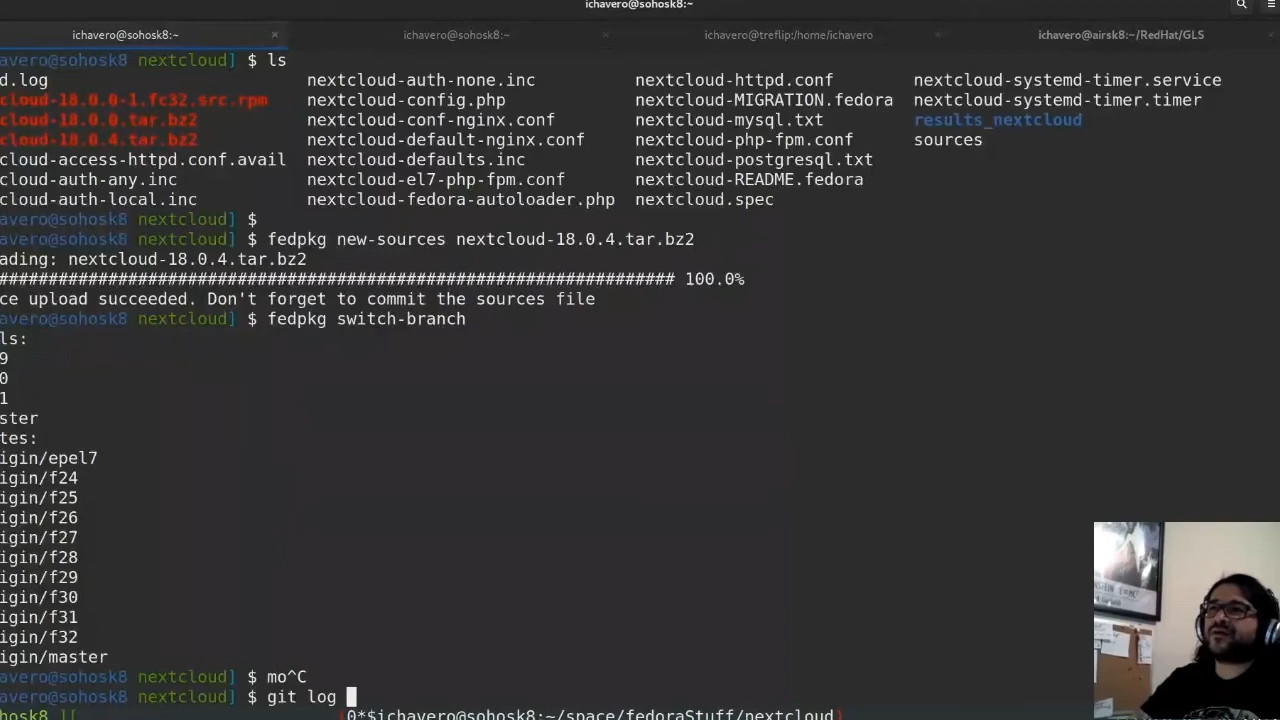 ichavero@sohosk8:~
ichavero@sohosk8:~ × ichavero@sohosk8:~ × ichavero@treflip:/home/ichavero × ichavero@airsk8:~/RedHat/GLS ×
avero@sohosk8 nextcloud] $ ls
d.log nextcloud-auth-none.inc nextcloud-httpd.conf nextcloud-systemd-timer.service
cloud-18.0.0-1.fc32.src.rpm nextcloud-config.php nextcloud-MIGRATION.fedora nextcloud-systemd-timer.timer
cloud-18.0.0.tar.bz2 nextcloud-conf-nginx.conf nextcloud-mysql.txt results_nextcloud
cloud-18.0.4.tar.bz2 nextcloud-default-nginx.conf nextcloud-php-fpm.conf sources
cloud-access-httpd.conf.avail nextcloud-defaults.inc nextcloud-postgresql.txt
cloud-auth-any.inc nextcloud-el7-php-fpm.conf nextcloud-README.fedora
cloud-auth-local.inc nextcloud-fedora-autoloader.php nextcloud.spec
avero@sohosk8 nextcloud] $
avero@sohosk8 nextcloud] $ fedpkg new-sources nextcloud-18.0.4.tar.bz2
ading: nextcloud-18.0.4.tar.bz2
#################################################################### 100.0%
ce upload succeeded. Don't forget to commit the sources file
avero@sohosk8 nextcloud] $ fedpkg switch-branch
ls:
9
0
1
ster
tes:
igin/epel7
igin/f24
igin/f25
igin/f26
igin/f27
igin/f28
igin/f29
igin/f30
igin/f31
igin/f32
igin/master
avero@sohosk8 nextcloud] $ mo^C
avero@sohosk8 nextcloud] $ git log
hosk8 ][ (0*$ichavero@sohosk8:~/space/fedoraStuff/nextcloud)